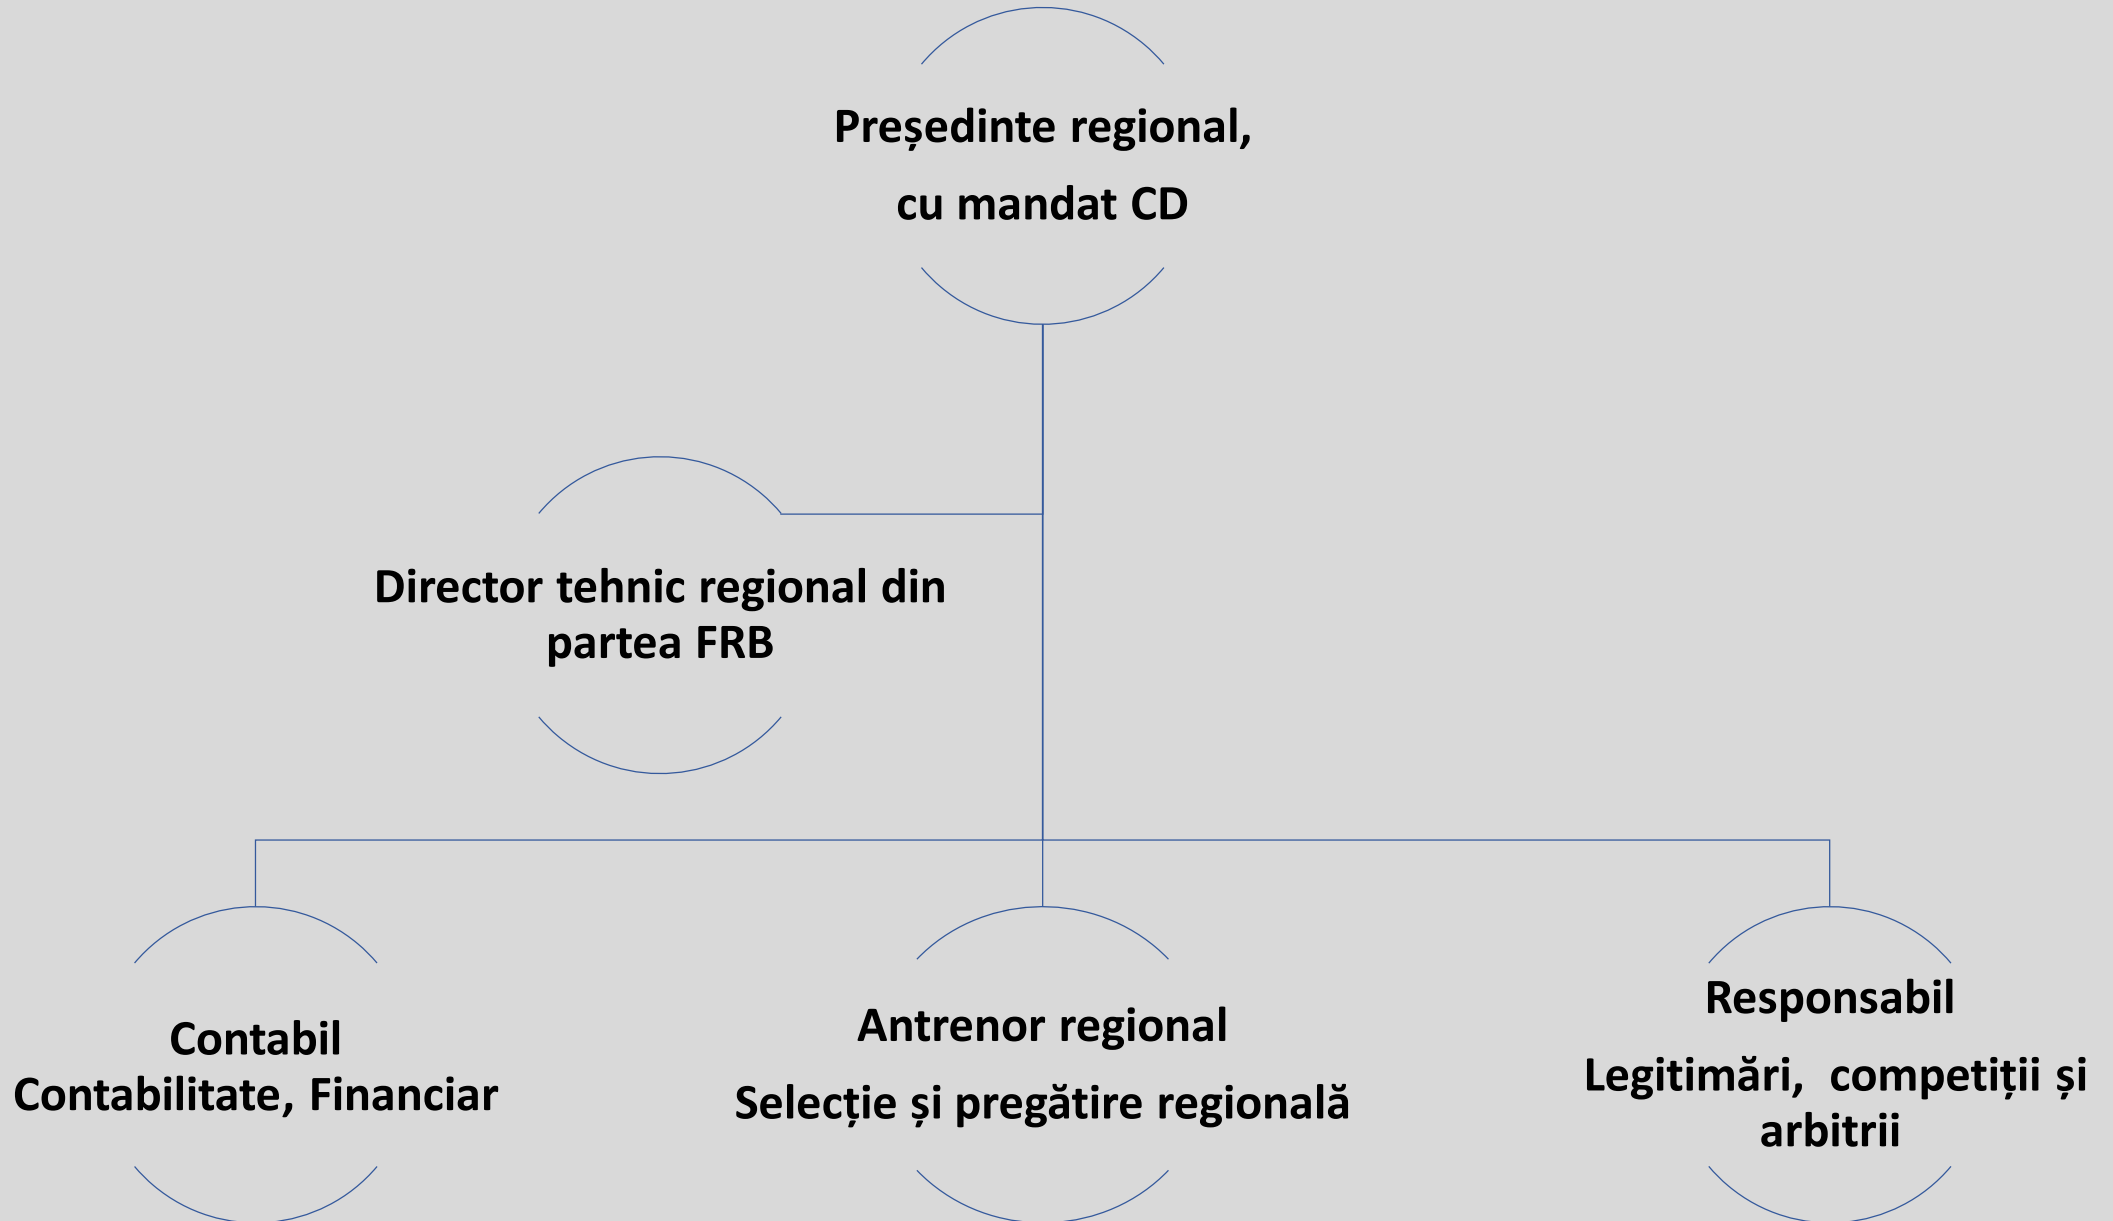 Președinte regional,
cu mandat CD
Director tehnic regional din
partea FRB
Contabil
Contabilitate, Financiar
Antrenor regional
Selecție și pregătire regională
Responsabil
Legitimări,  competiții și
arbitrii